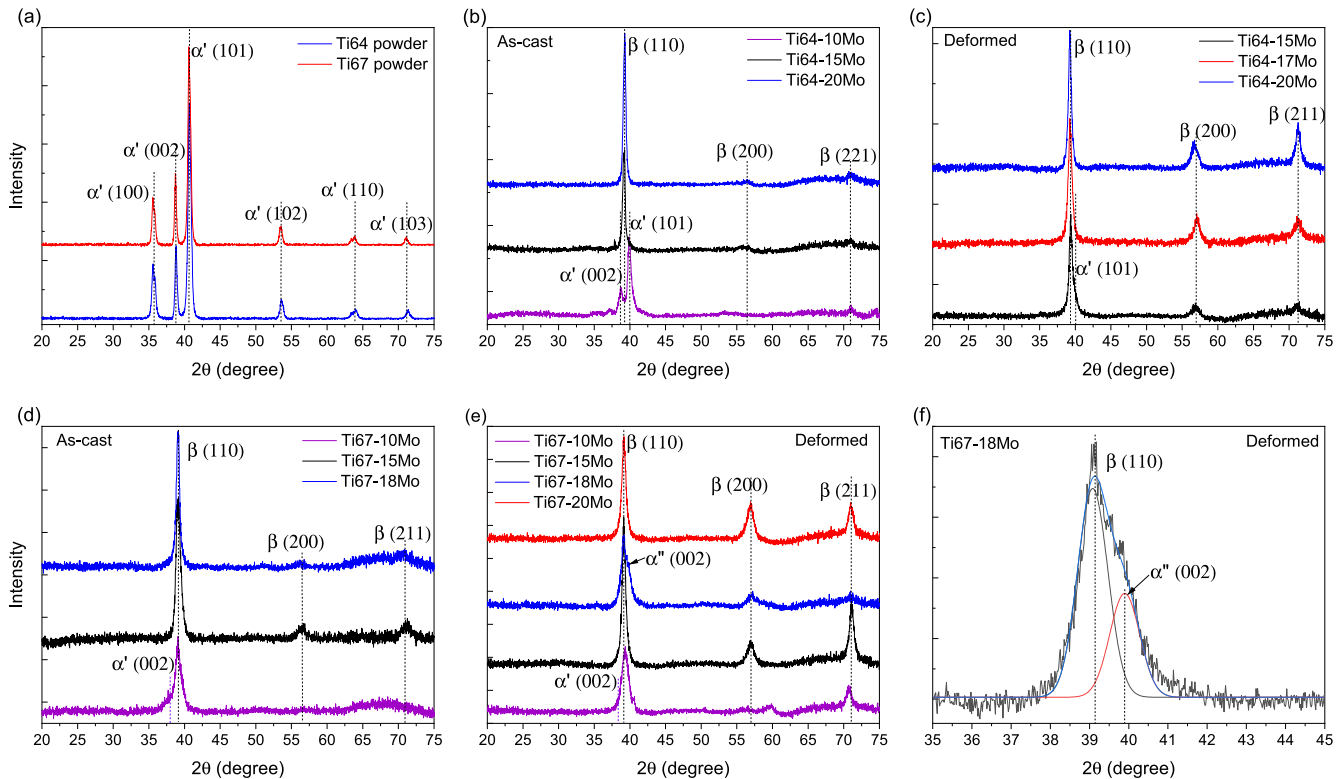 (a)
Intensity
α' (100)
α' (002)
α' (101)
α' (102)
α' (110)
α' (103)
Ti64 powder
Ti67 powder
20 25 30 35 40 45 50 55 60 65 70 75
2θ (degree)
(b)
As-cast
β (110)
Ti64-10Mo
Ti64-15Mo
Ti64-20Mo
β (200)
β (221)
α' (101)
α' (002)
20 25 30 35 40 45 50 55 60 65 70 75
2θ (degree)
(c)
Deformed
β (110)
Ti64-15Mo
Ti64-17Mo
Ti64-20Mo
β (200)
β (211)
α' (101)
20 25 30 35 40 45 50 55 60 65 70 75
2θ (degree)
(d)
Intensity
As-cast
β (110)
Ti67-10Mo
Ti67-15Mo
Ti67-18Mo
β (200)
β (211)
α' (002)
20 25 30 35 40 45 50 55 60 65 70 75
2θ (degree)
(e)
Ti67-10Mo
Ti67-15Mo
Ti67-18Mo
Ti67-20Mo
β (110)
Deformed
β (200)
β (211)
α" (002)
α' (002)
20 25 30 35 40 45 50 55 60 65 70 75
2θ (degree)
(f)
Ti67-18Mo
Deformed
β (110)
α" (002)
35 36 37 38 39 40 41 42 43 44 45
2θ (degree)